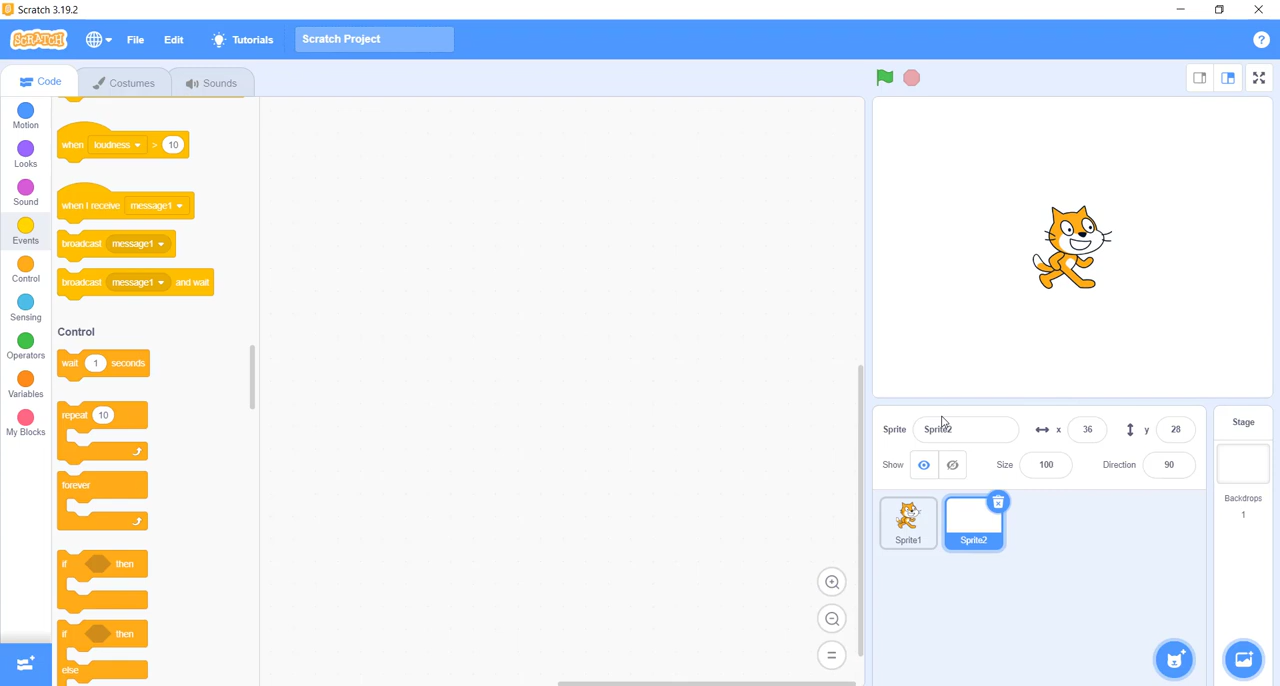 Scratch 3.19.2
SCRATCH File Edit Tutorials Scratch Project ?
Code Costumes Sounds
Motion
Looks
Sound
Events
Control
Sensing
Operators
Variables
My Blocks
when loudness > 10
when I receive message1
broadcast message1
broadcast message1 and wait
Control
wait 1 seconds
repeat 10
forever
if then
if then
else
Sprite Sprite2 x 36 y 28
Show Size 100 Direction 90
Sprite1 Sprite2
Stage
Backdrops
1